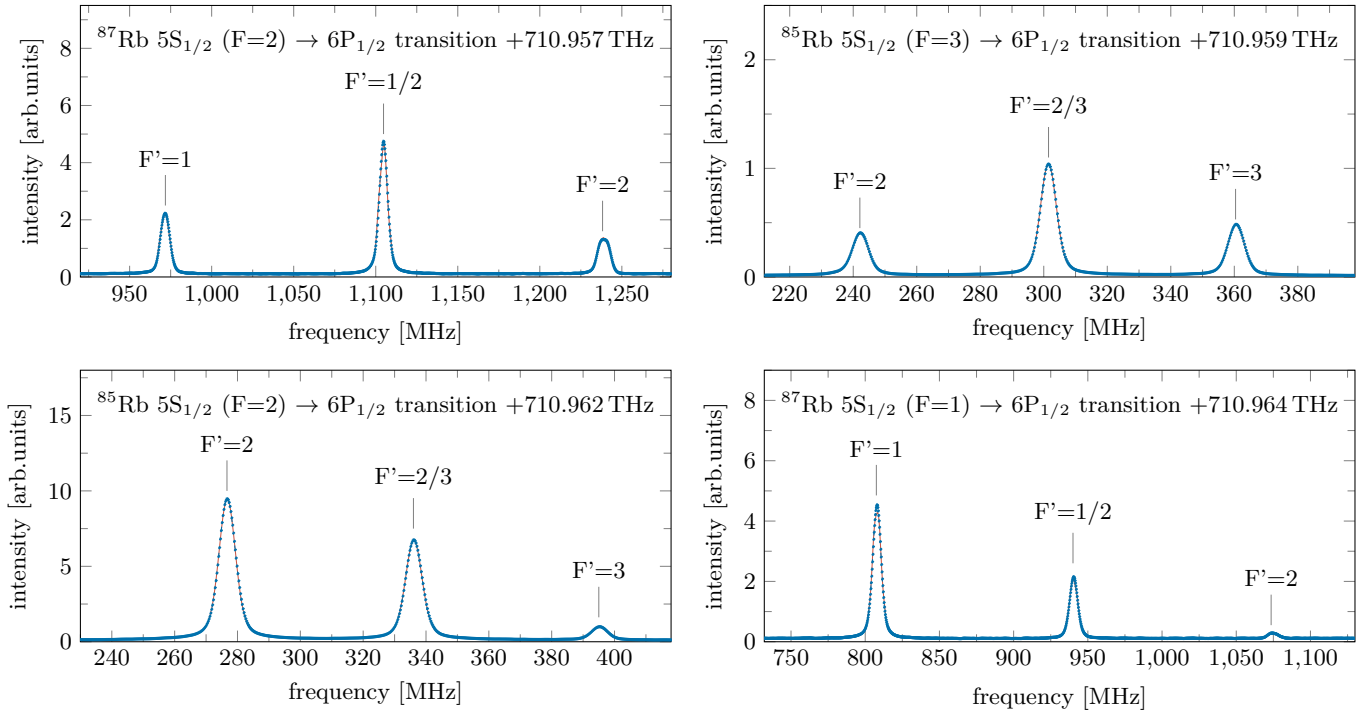 ⁸⁷Rb 5S₁/₂ (F=2) → 6P₁/₂ transition +710.957 THz
intensity [arb.units]
8
6
4
2
0
F'=1
F'=1/2
F'=2
950
1,000
1,050
1,100
1,150
1,200
1,250
frequency [MHz]
⁸⁵Rb 5S₁/₂ (F=3) → 6P₁/₂ transition +710.959 THz
intensity [arb.units]
2
1
0
F'=2
F'=2/3
F'=3
220
240
260
280
300
320
340
360
380
frequency [MHz]
⁸⁵Rb 5S₁/₂ (F=2) → 6P₁/₂ transition +710.962 THz
intensity [arb.units]
15
10
5
0
F'=2
F'=2/3
F'=3
240
260
280
300
320
340
360
380
400
frequency [MHz]
⁸⁷Rb 5S₁/₂ (F=1) → 6P₁/₂ transition +710.964 THz
intensity [arb.units]
8
6
4
2
0
F'=1
F'=1/2
F'=2
750
800
850
900
950
1,000
1,050
1,100
frequency [MHz]